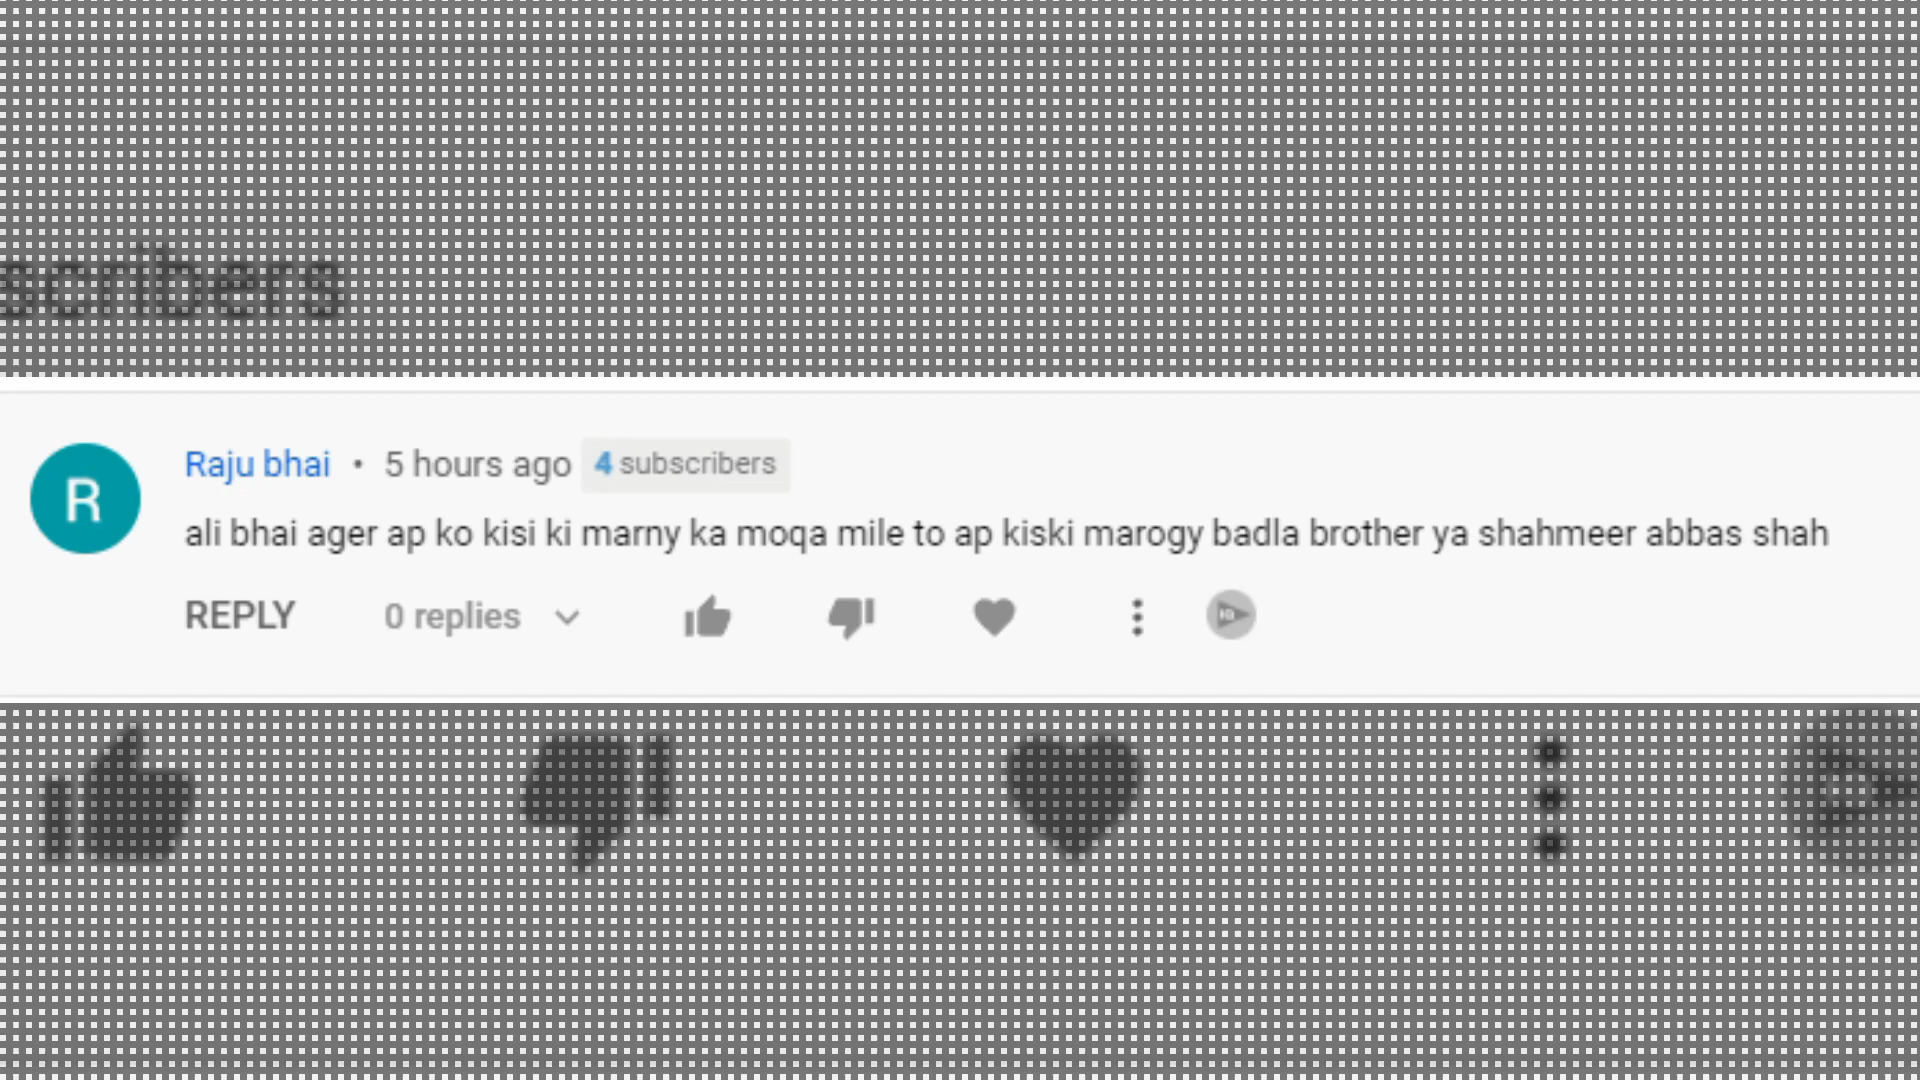 scribers
Raju bhai • 5 hours ago 4 subscribers
ali bhai ager ap ko kisi ki marny ka moqa mile to ap kiski marogy badla brother ya shahmeer abbas shah
REPLY 0 replies